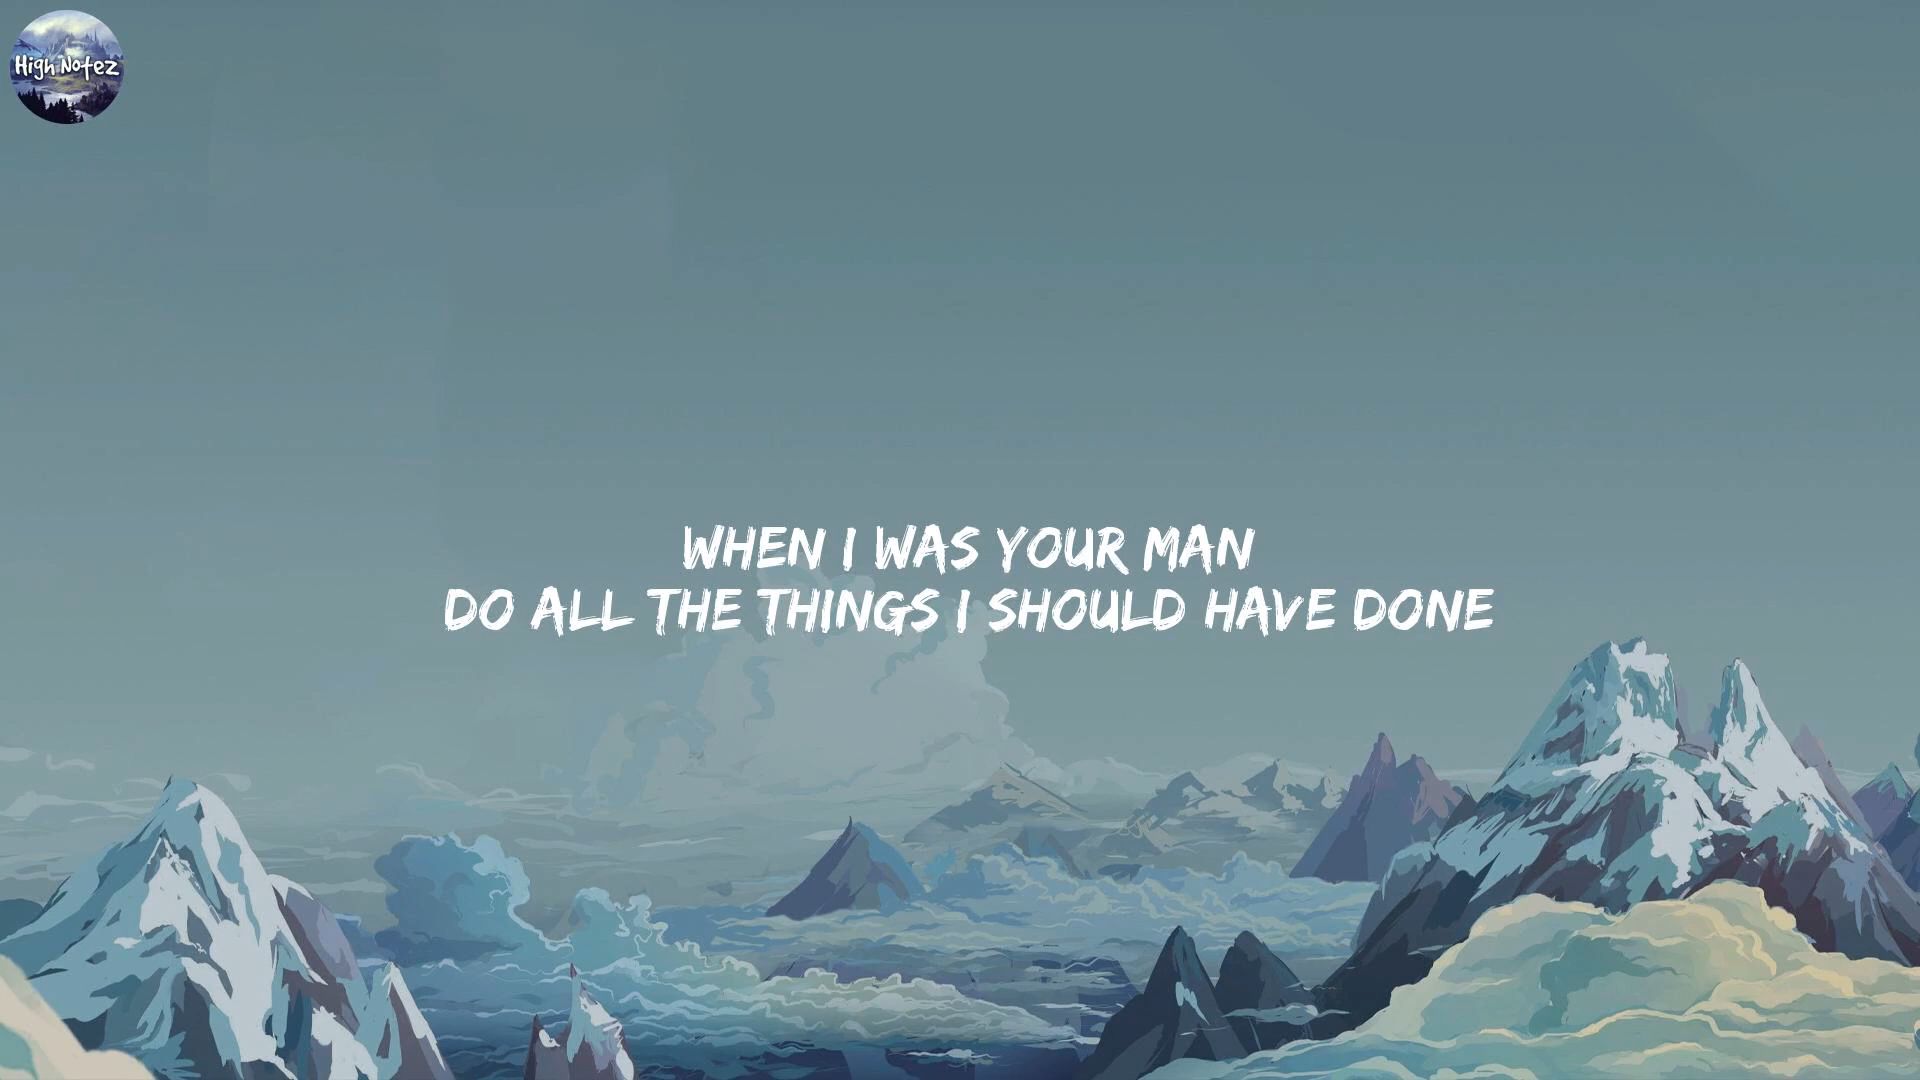 High Notez
WHEN I WAS YOUR MAN
DO ALL THE THINGS I SHOULD HAVE DONE